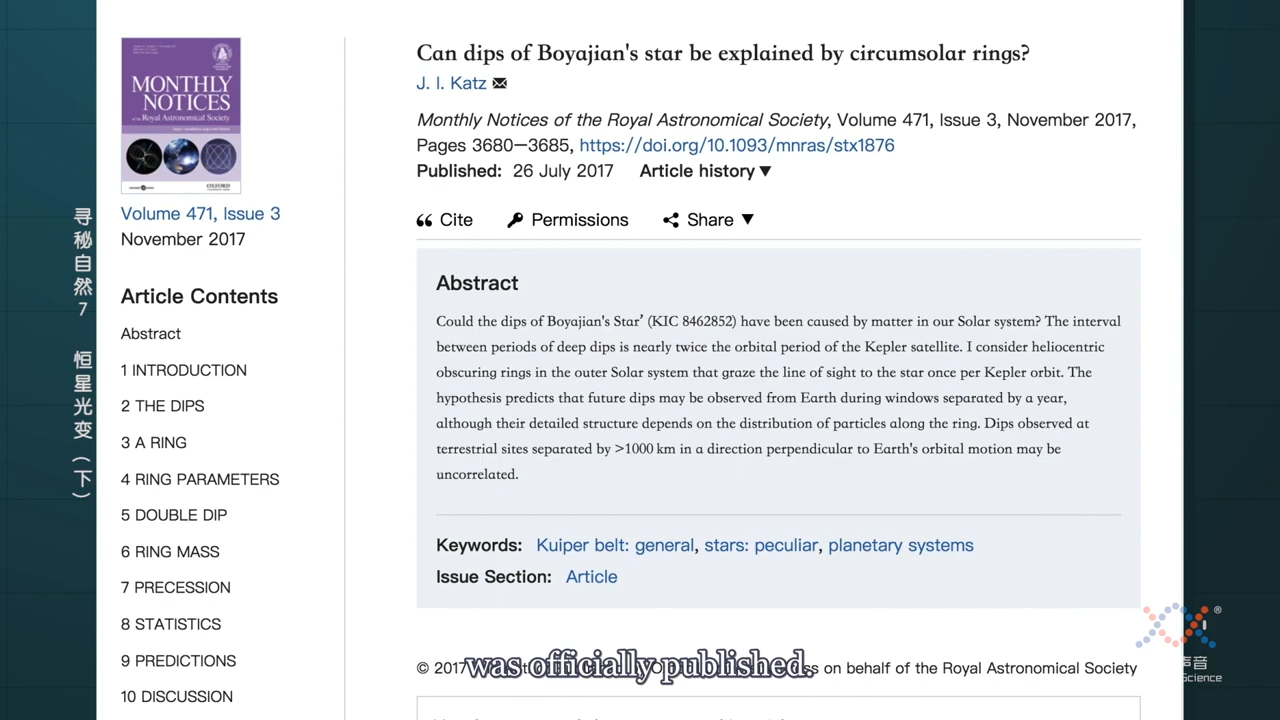 寻秘自然7 恒星光变(下)
MONTHLY
NOTICES
of the Royal Astronomical Society
OXFORD
Volume 471, Issue 3
November 2017
Article Contents
Abstract
1 INTRODUCTION
2 THE DIPS
3 A RING
4 RING PARAMETERS
5 DOUBLE DIP
6 RING MASS
7 PRECESSION
8 STATISTICS
9 PREDICTIONS
10 DISCUSSION
Can dips of Boyajian's star be explained by circumsolar rings?
J. I. Katz
Monthly Notices of the Royal Astronomical Society, Volume 471, Issue 3, November 2017,
Pages 3680–3685, https://doi.org/10.1093/mnras/stx1876
Published: 26 July 2017 Article history ▼
Cite Permissions Share ▼
Abstract
Could the dips of Boyajian's Star′ (KIC 8462852) have been caused by matter in our Solar system? The interval
between periods of deep dips is nearly twice the orbital period of the Kepler satellite. I consider heliocentric
obscuring rings in the outer Solar system that graze the line of sight to the star once per Kepler orbit. The
hypothesis predicts that future dips may be observed from Earth during windows separated by a year,
although their detailed structure depends on the distribution of particles along the ring. Dips observed at
terrestrial sites separated by >1000 km in a direction perpendicular to Earth's orbital motion may be
uncorrelated.
Keywords: Kuiper belt: general, stars: peculiar, planetary systems
Issue Section: Article
© 2017 on behalf of the Royal Astronomical Society
was officially published.
®
声音
Science